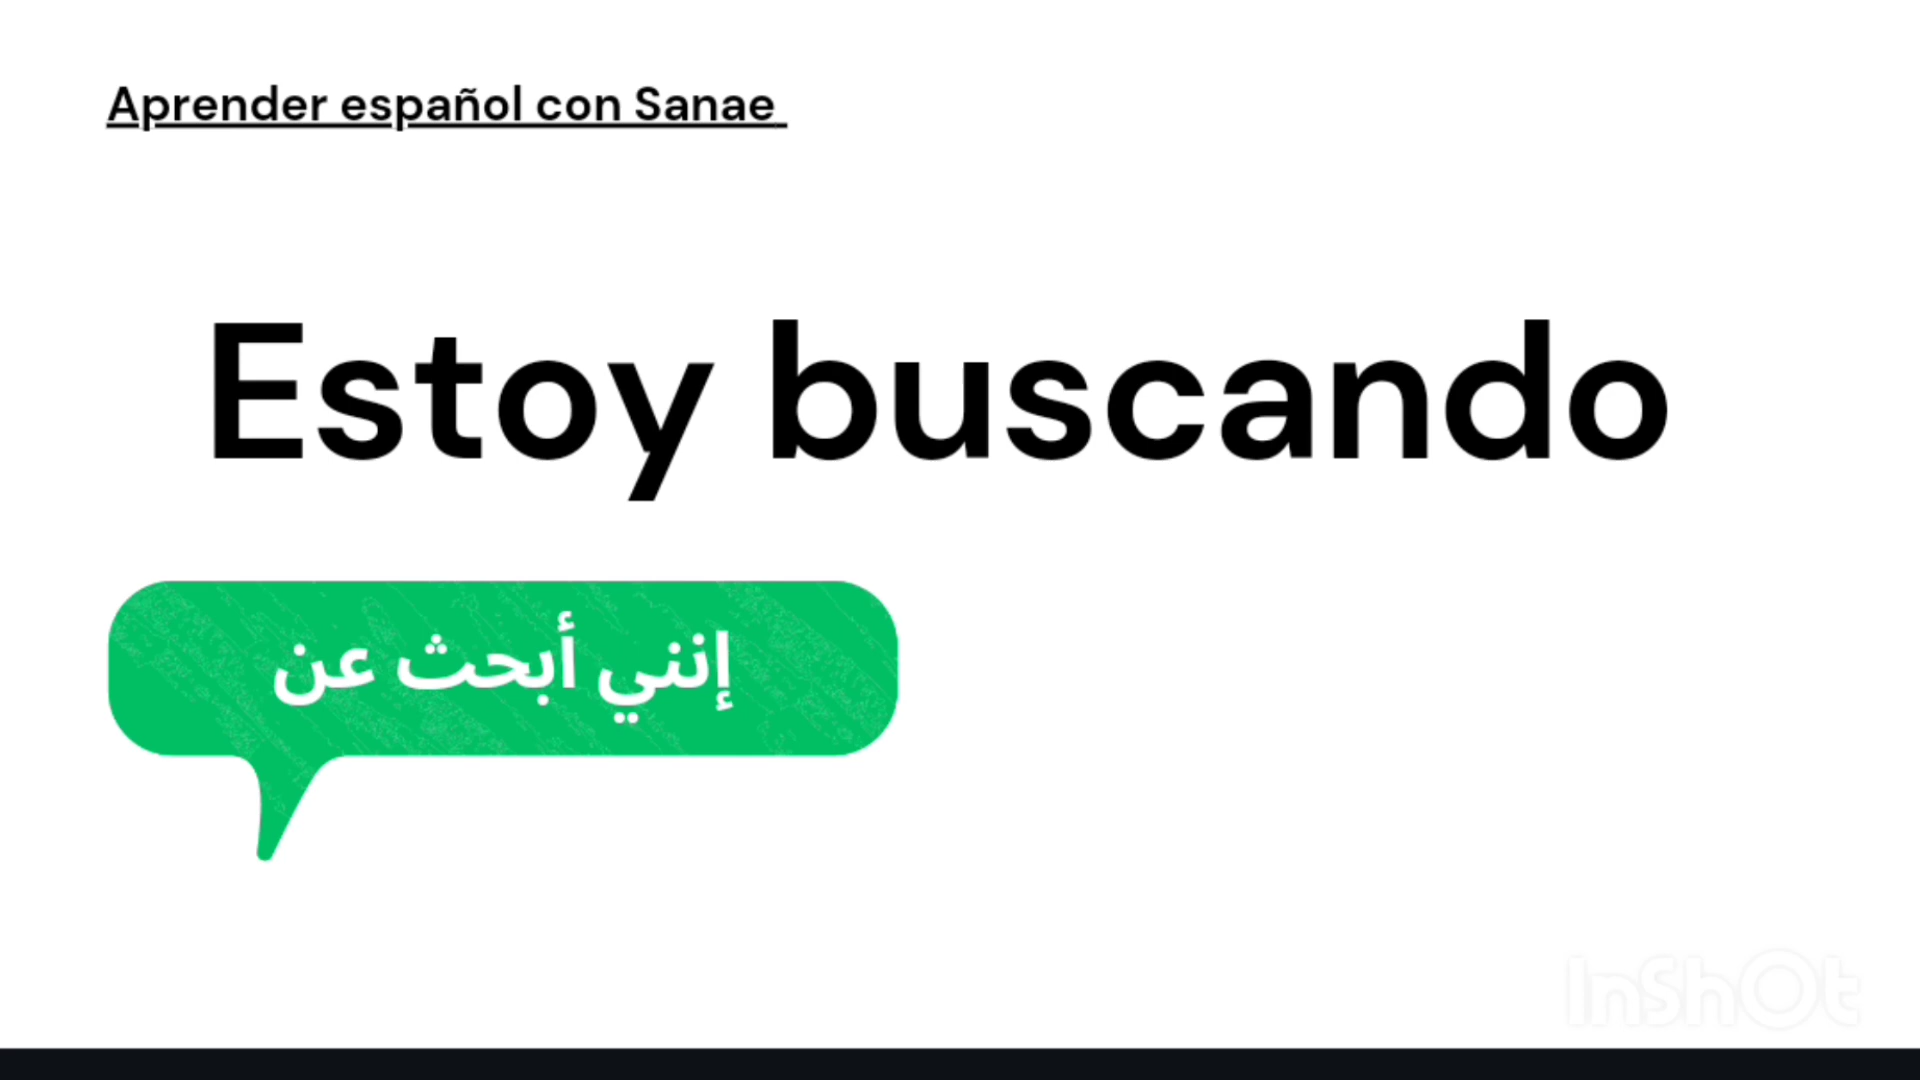 Aprender español con Sanae
Estoy buscando
إنني أبحث عن
InShOt